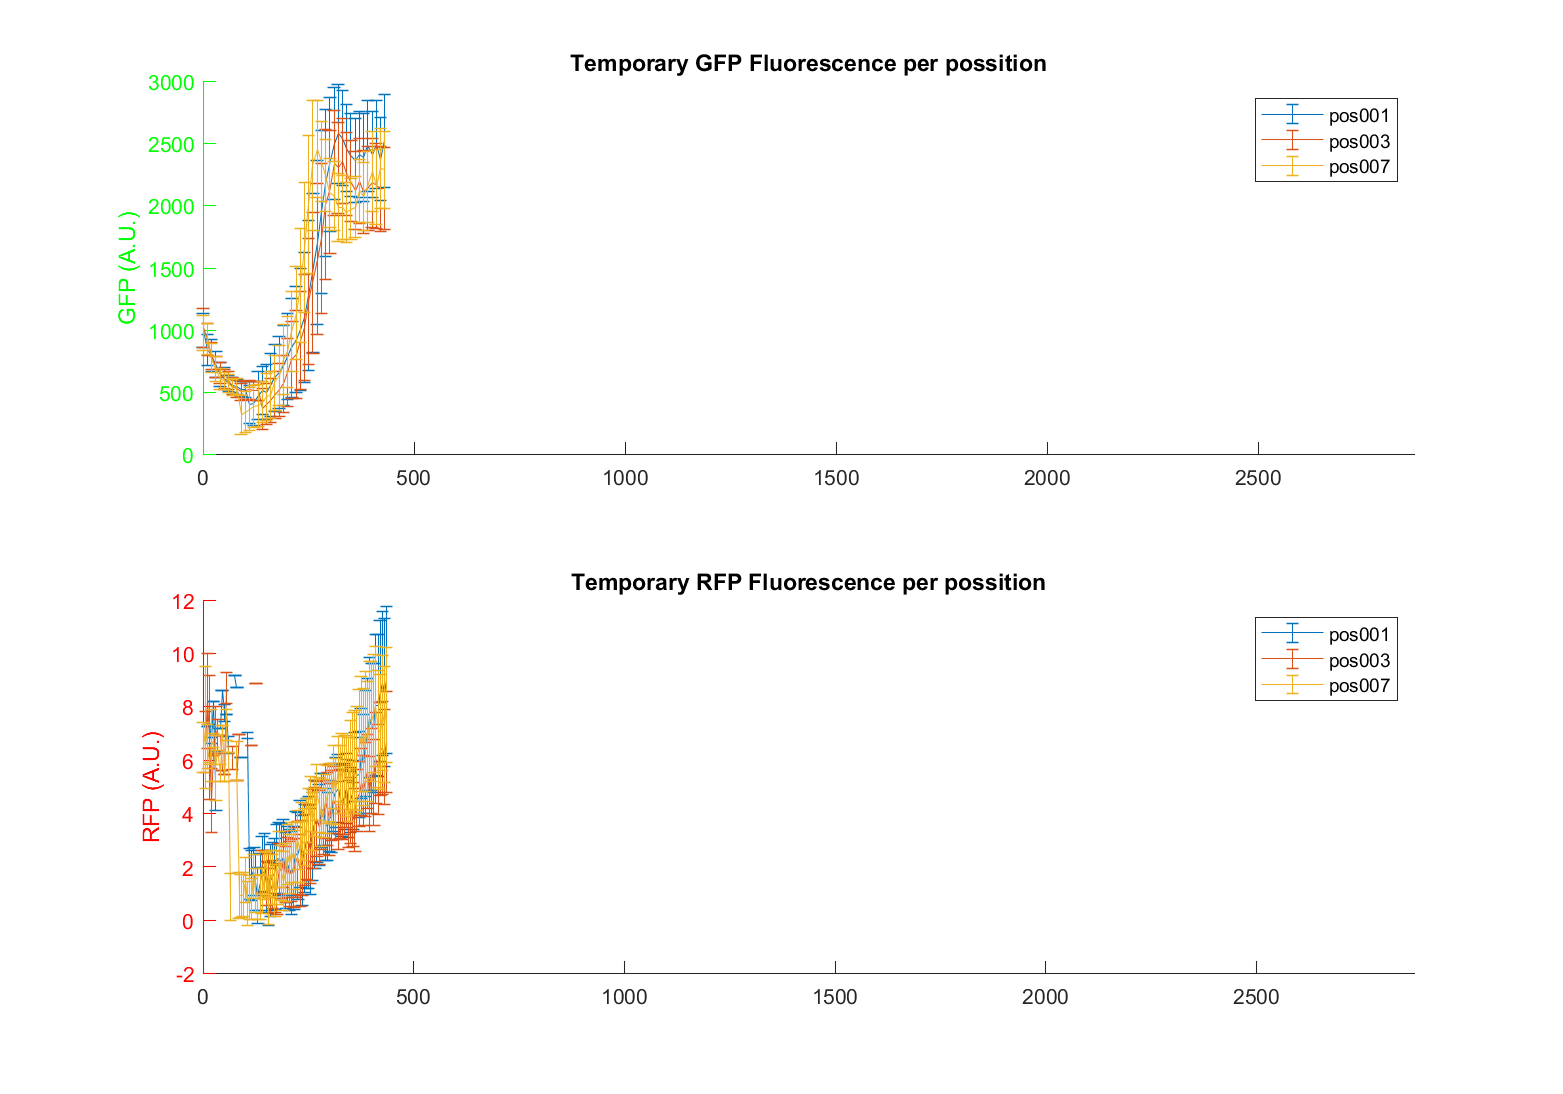 Temporary GFP Fluorescence per possition
3000
2500
2000
1500
1000
500
0
GFP (A.U.)
0 500 1000 1500 2000 2500
pos001
pos003
pos007
Temporary RFP Fluorescence per possition
12
10
8
6
4
2
0
-2
RFP (A.U.)
0 500 1000 1500 2000 2500
pos001
pos003
pos007